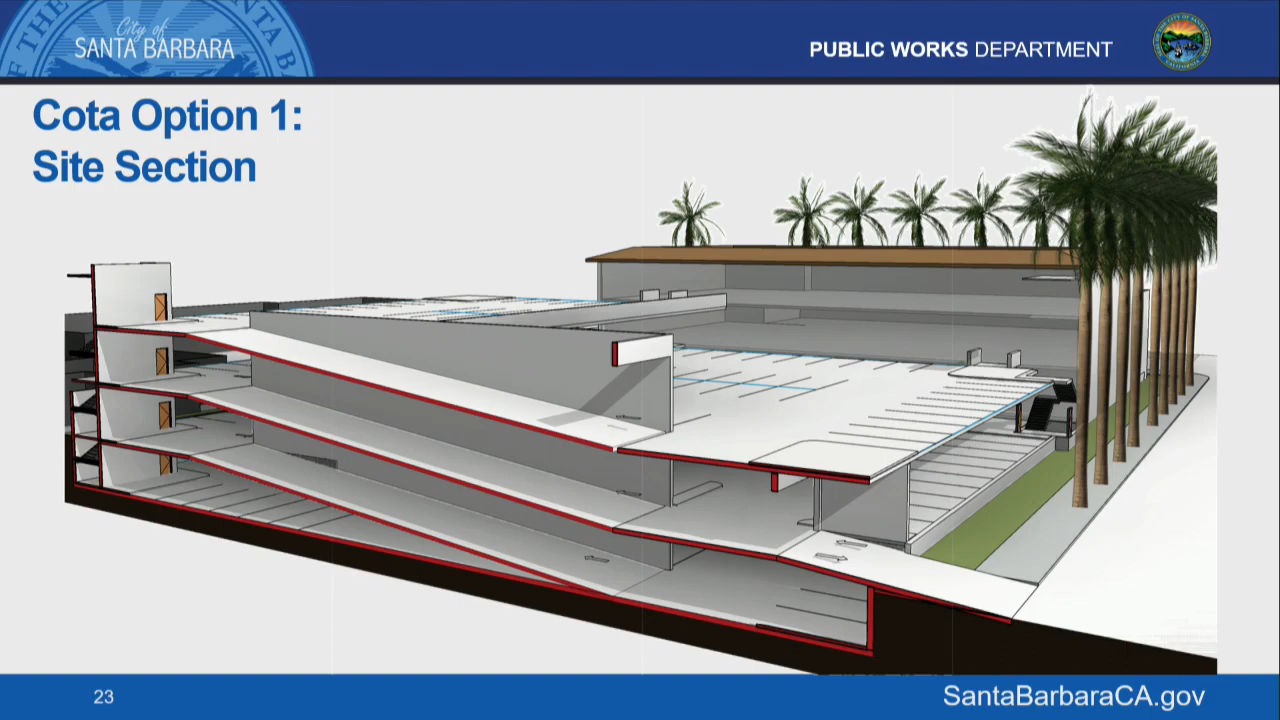 City of
SANTA BARBARA
PUBLIC WORKS DEPARTMENT
Cota Option 1:
Site Section
23
SantaBarbaraCA.gov